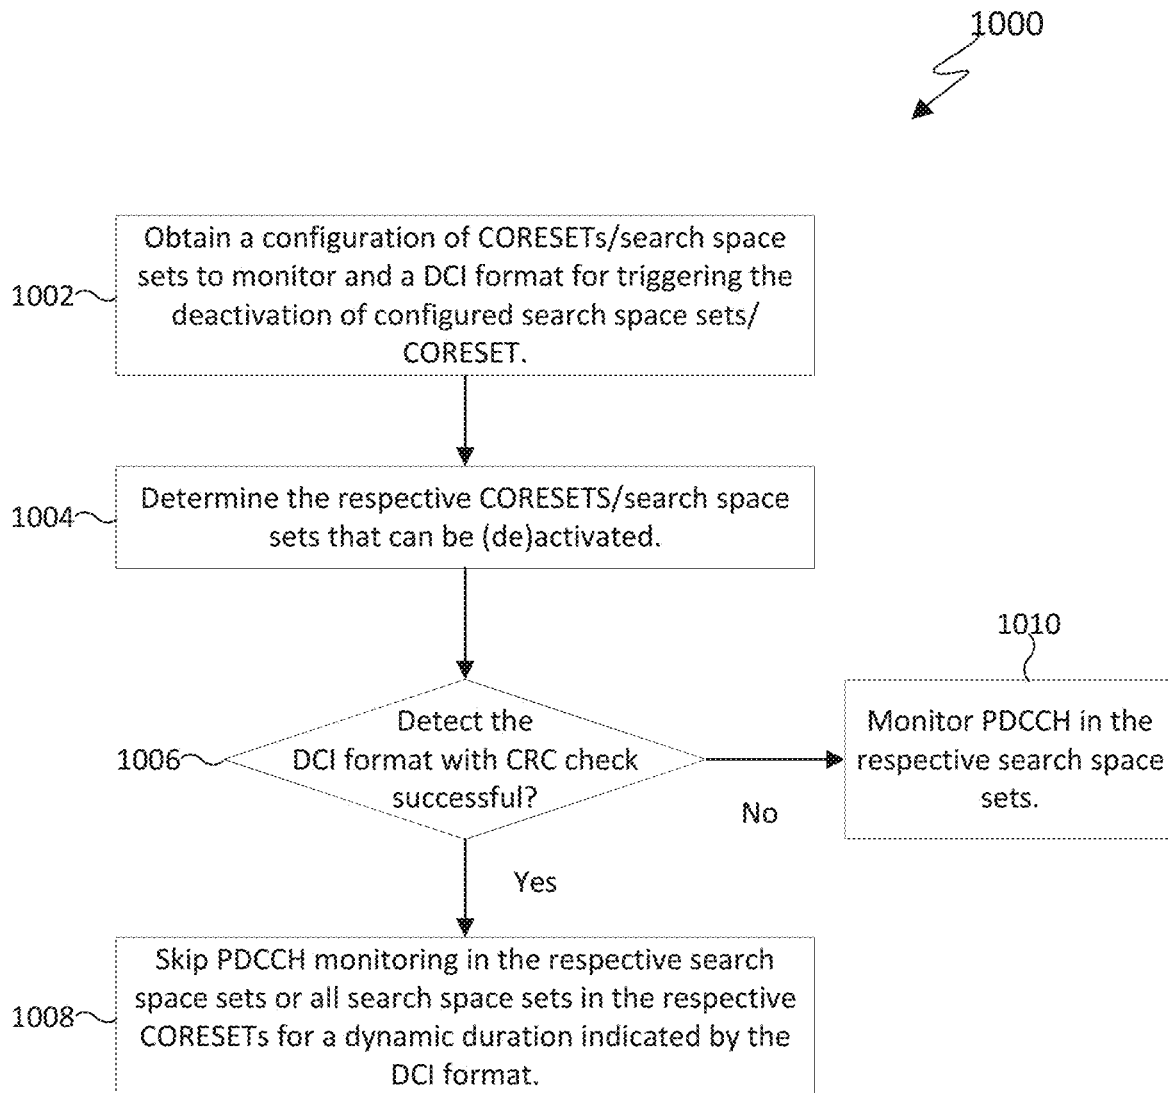 1000
1002
Obtain a configuration of CORESETs/search space
sets to monitor and a DCI format for triggering the
deactivation of configured search space sets/
CORESET.
1004
Determine the respective CORESETS/search space
sets that can be (de)activated.
1006
Detect the
DCI format with CRC check
successful?
No
1010
Monitor PDCCH in the
respective search space
sets.
Yes
1008
Skip PDCCH monitoring in the respective search
space sets or all search space sets in the respective
CORESETs for a dynamic duration indicated by the
DCI format.